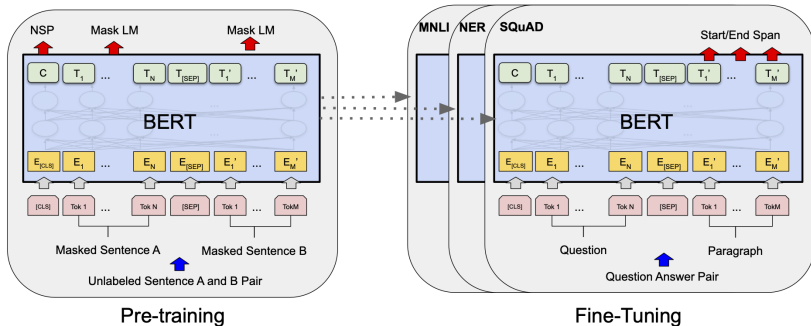 NSP Mask LM Mask LM
C T1 ... TN T[SEP] T1' ... TM'
BERT
E[CLS] E1 ... EN E[SEP] E1' ... EM'
[CLS] Tok 1 ... Tok N [SEP] Tok 1 ... TokM
Masked Sentence A Masked Sentence B
Unlabeled Sentence A and B Pair
Pre-training
MNLI NER SQuAD
Start/End Span
C T1 ... TN T[SEP] T1' ... TM'
BERT
E[CLS] E1 ... EN E[SEP] E1' ... EM'
[CLS] Tok 1 ... Tok N [SEP] Tok 1 ... TokM
Question Paragraph
Question Answer Pair
Fine-Tuning